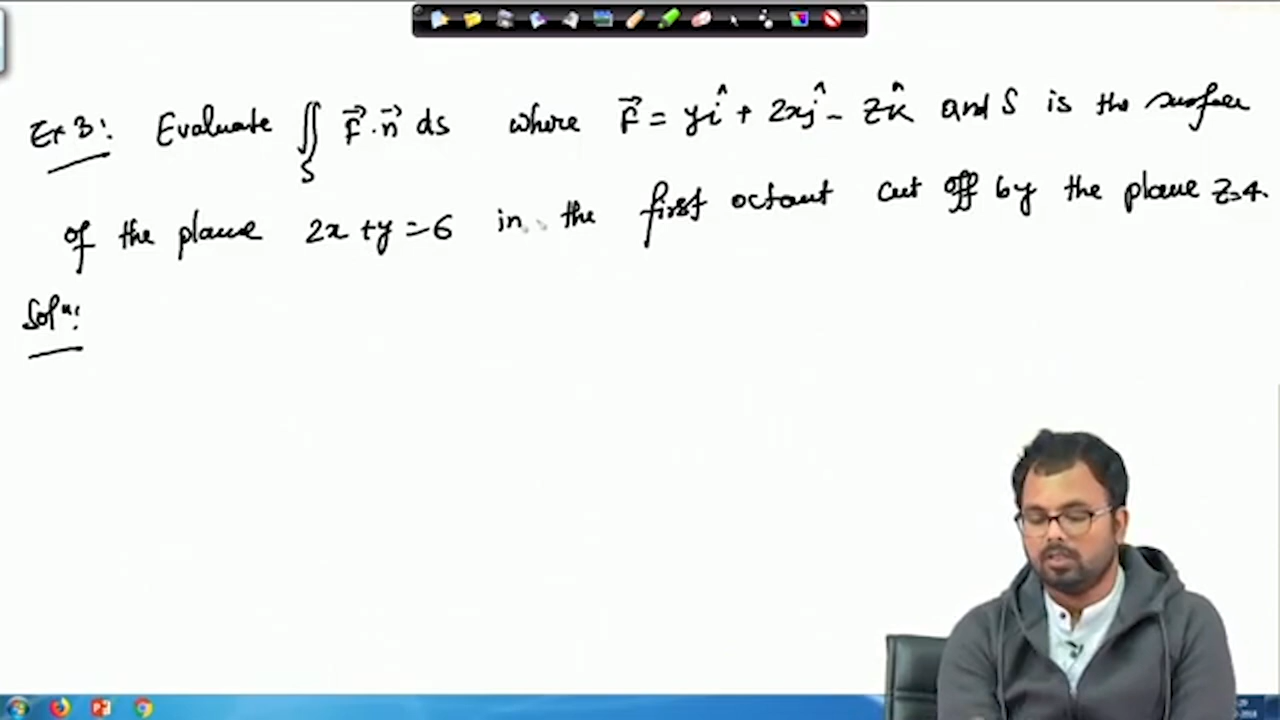 Ex 3: Evaluate ∬_S F⃗ · n⃗ ds where F⃗ = yî + 2xĵ - zk̂ and S is the surface
of the plane 2x + y = 6 in the first octant cut off by the plane z=4.
Solⁿ: